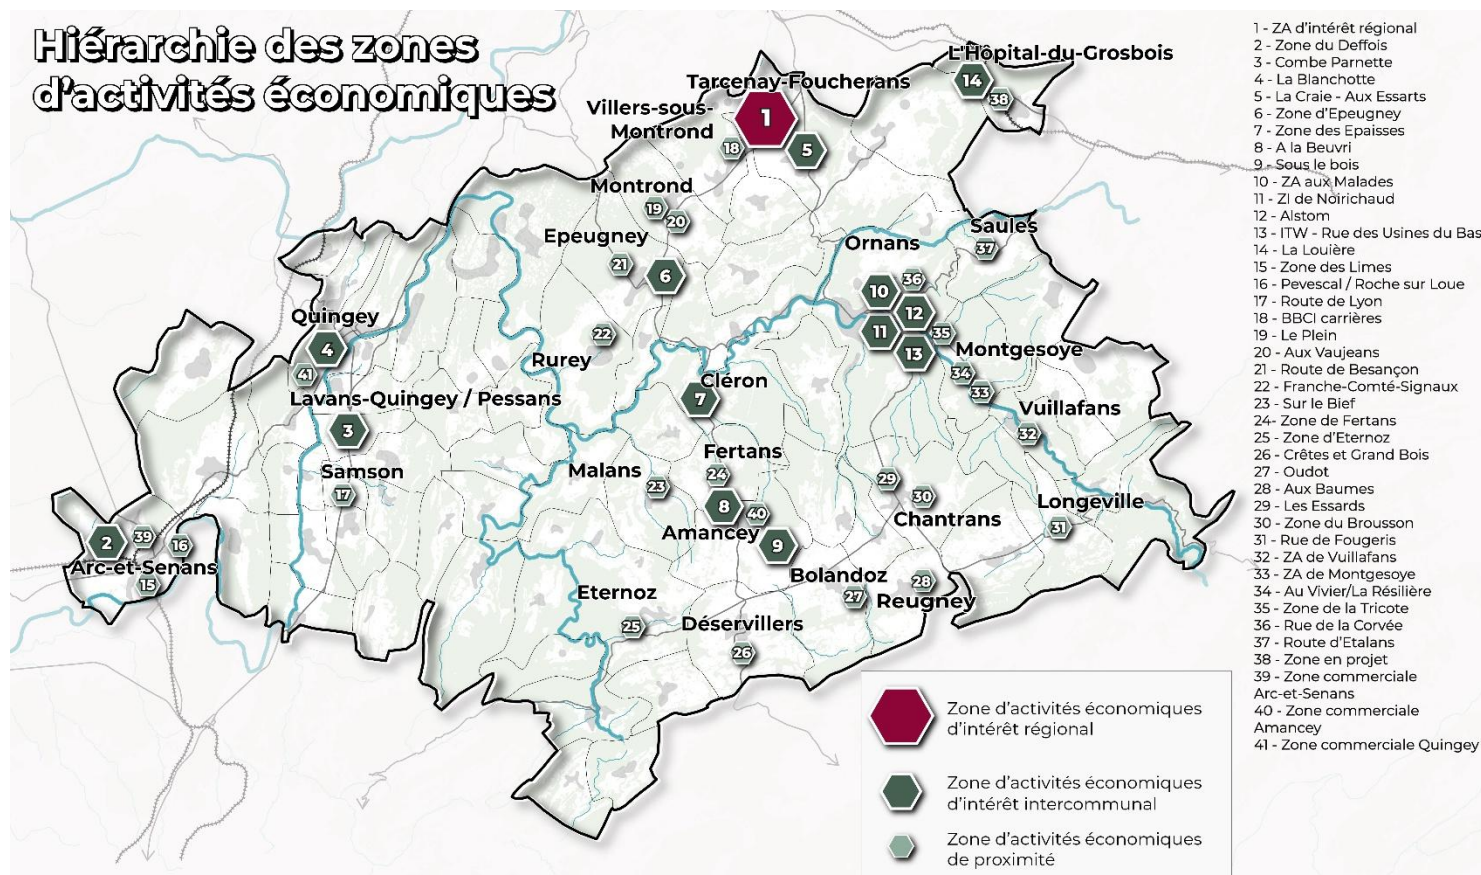 Hiérarchie des zones
d'activités économiques
L'Hôpital-du-Grosbois
14
38
Tarcenay-Foucherans
1
5
Villers-sous-
Montrond
18
Montrond
19
20
Epeugney
21
6
Saules
37
Ornans
10
36
12
11
35
13
Montgesoye
34
33
Quingey
4
41
22
Rurey
Cléron
7
Lavans-Quingey / Pessans
3
Vuillafans
32
Samson
17
Malans
23
Fertans
24
8
40
Amancey
9
29
30
Chantrans
Longeville
31
2
39
16
Arc-et-Senans
15
Bolandoz
27
28
Reugney
Eternoz
25
Déservillers
26
Zone d'activités économiques
d'intérêt régional
Zone d'activités économiques
d'intérêt intercommunal
Zone d'activités économiques
de proximité
1 - ZA d'intérêt régional
2 - Zone du Deffois
3 - Combe Parnette
4 - La Blanchotte
5 - La Craie - Aux Essarts
6 - Zone d'Epeugney
7 - Zone des Epaisses
8 - A la Beuvri
9 - Sous le bois
10 - ZA aux Malades
11 - ZI de Noirichaud
12 - Alstom
13 - ITW - Rue des Usines du Bas
14 - La Louière
15 - Zone des Limes
16 - Pevescal / Roche sur Loue
17 - Route de Lyon
18 - BBCI carrières
19 - Le Plein
20 - Aux Vaujeans
21 - Route de Besançon
22 - Franche-Comté-Signaux
23 - Sur le Bief
24- Zone de Fertans
25 - Zone d'Eternoz
26 - Crêtes et Grand Bois
27 - Oudot
28 - Aux Baumes
29 - Les Essards
30 - Zone du Brousson
31 - Rue de Fougeris
32 - ZA de Vuillafans
33 - ZA de Montgesoye
34 - Au Vivier/La Résilière
35 - Zone de la Tricote
36 - Rue de la Corvée
37 - Route d'Etalans
38 - Zone en projet
39 - Zone commerciale
Arc-et-Senans
40 - Zone commerciale
Amancey
41 - Zone commerciale Quingey